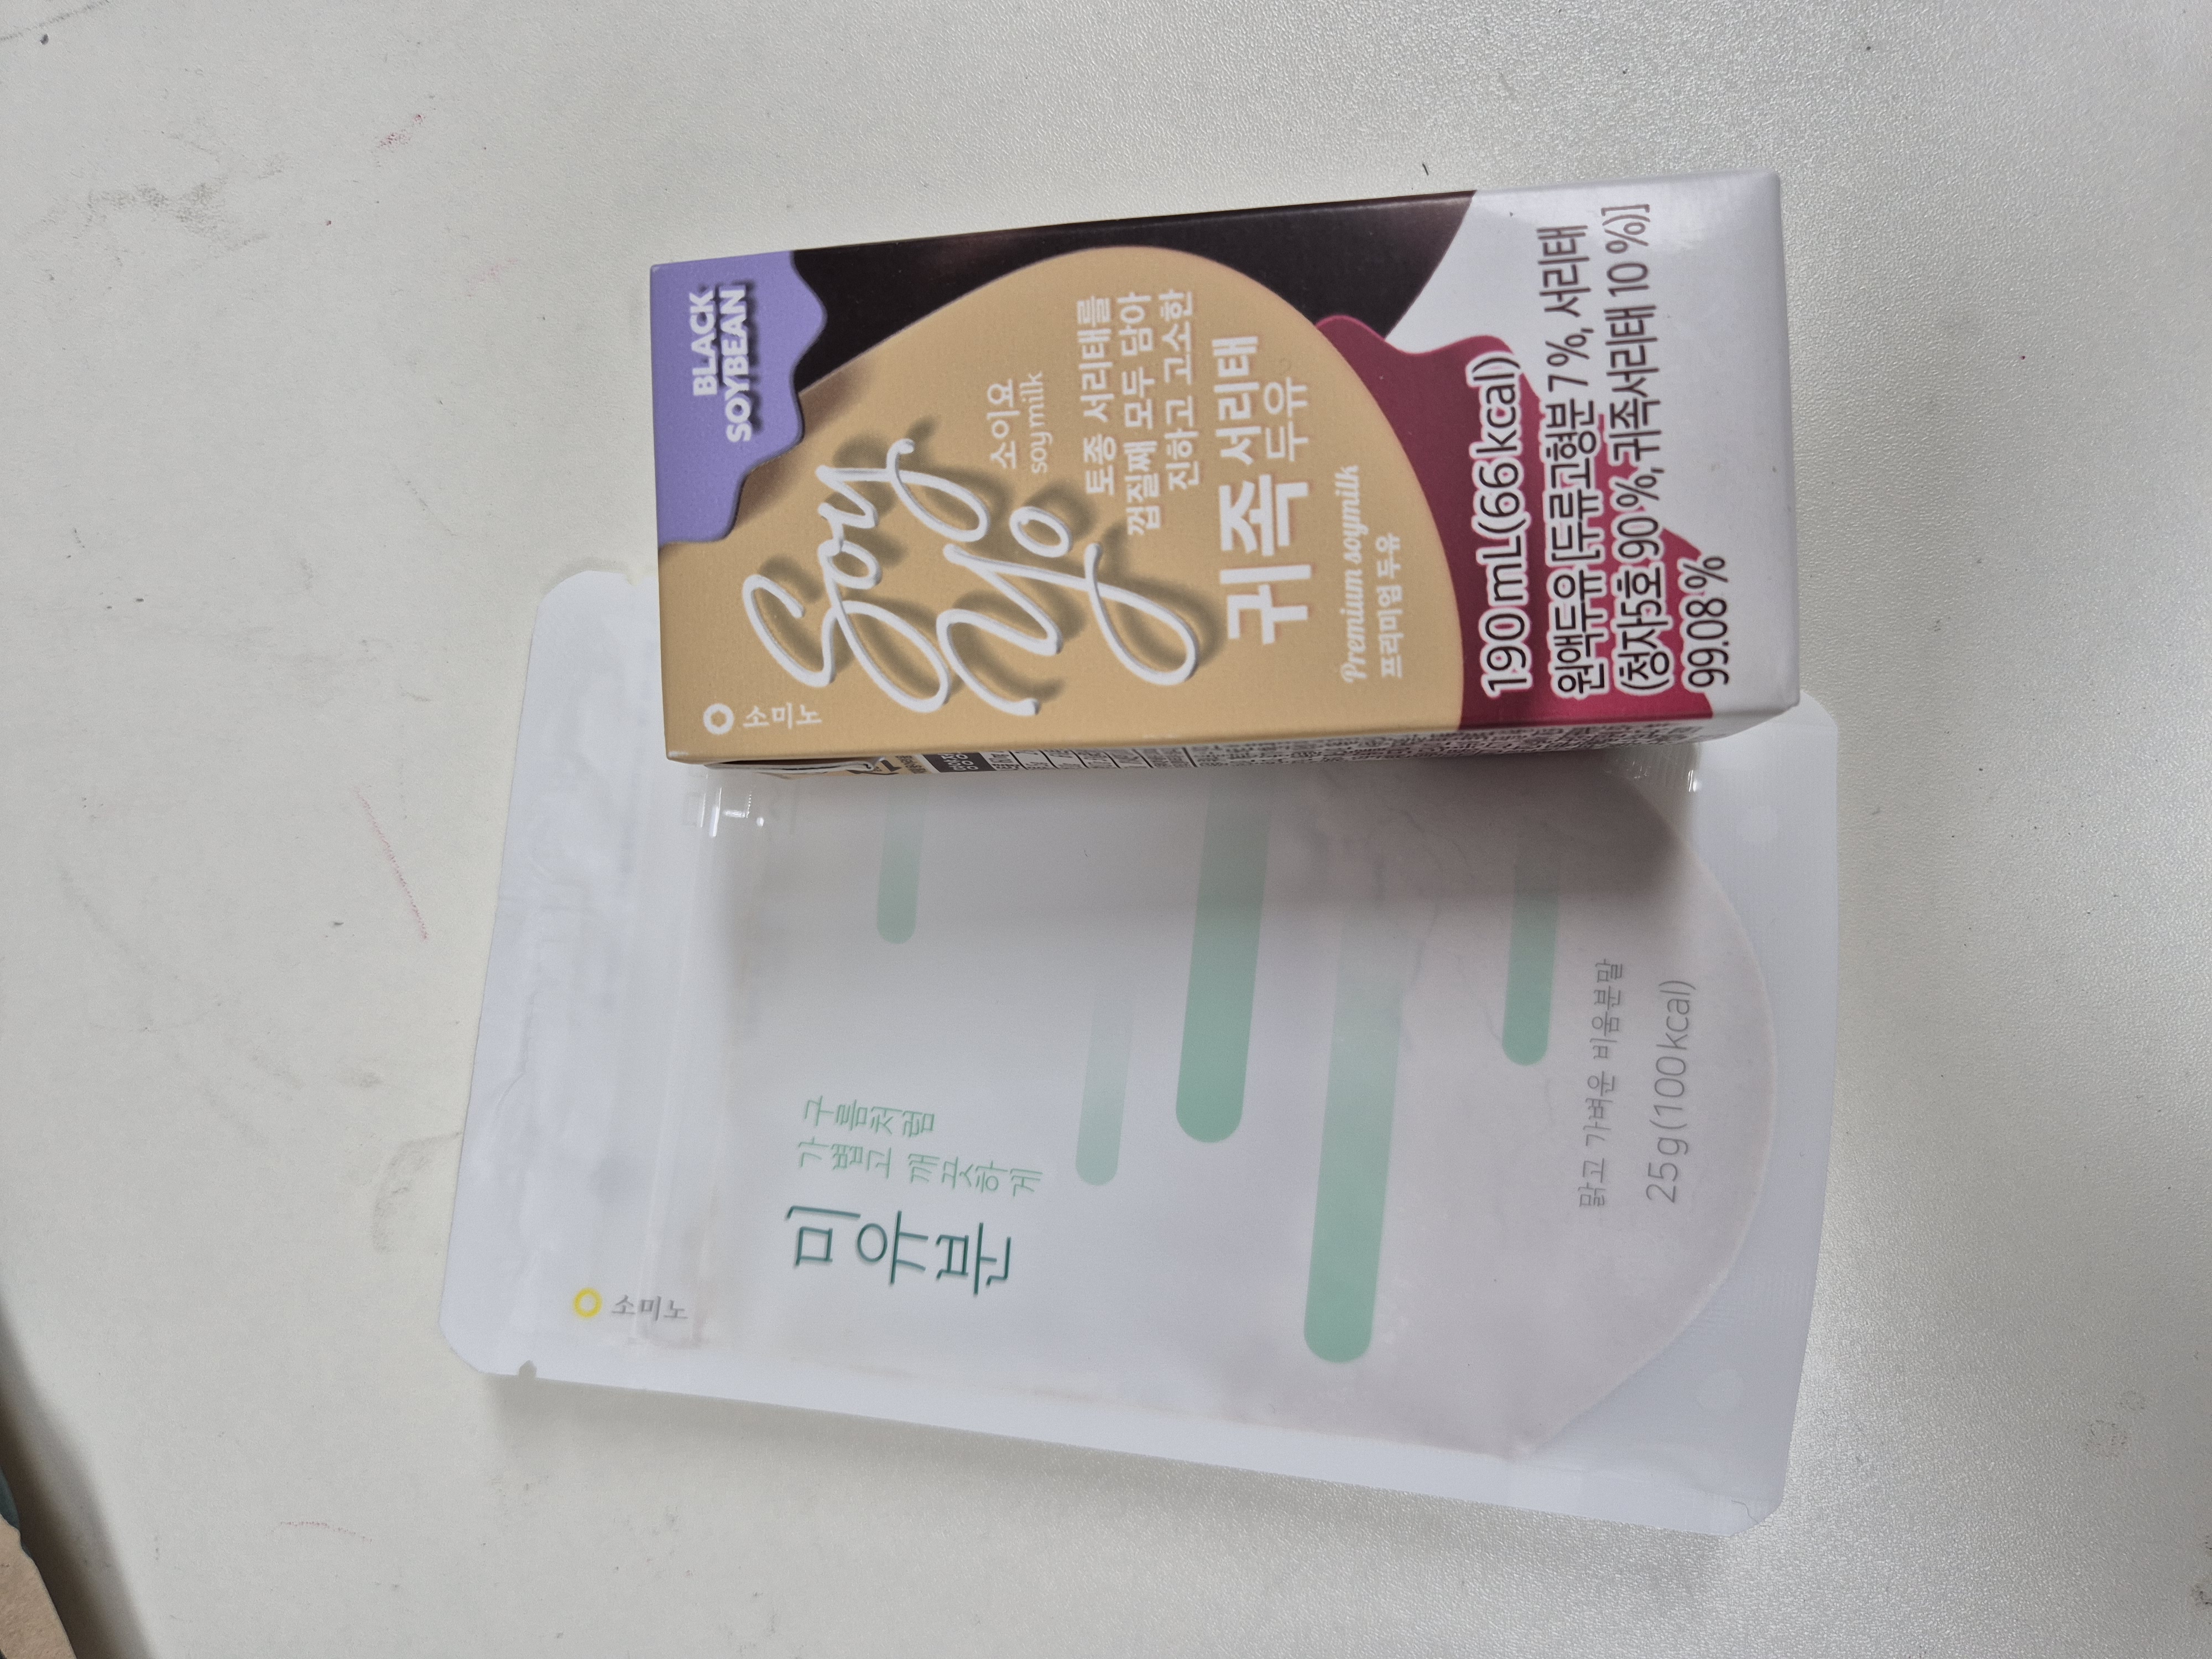 소미노
BLACK
SOYBEAN
Soy
Yo
소이요
soymilk
토종 서리태를
껍질째 모두 담아
진하고 고소한
귀족 서리태
두유
Premium soymilk
프리미엄 두유
190 mL(66 kcal)
원액두유 [두류고형분 7 %, 서리태
(청자5호 90 %, 귀족서리태 10 %)]
99.08 %
소미노
미유분
구름처럼
가볍고 깨끗하게
맑고 가벼운 비움분말
25 g (100 kcal)